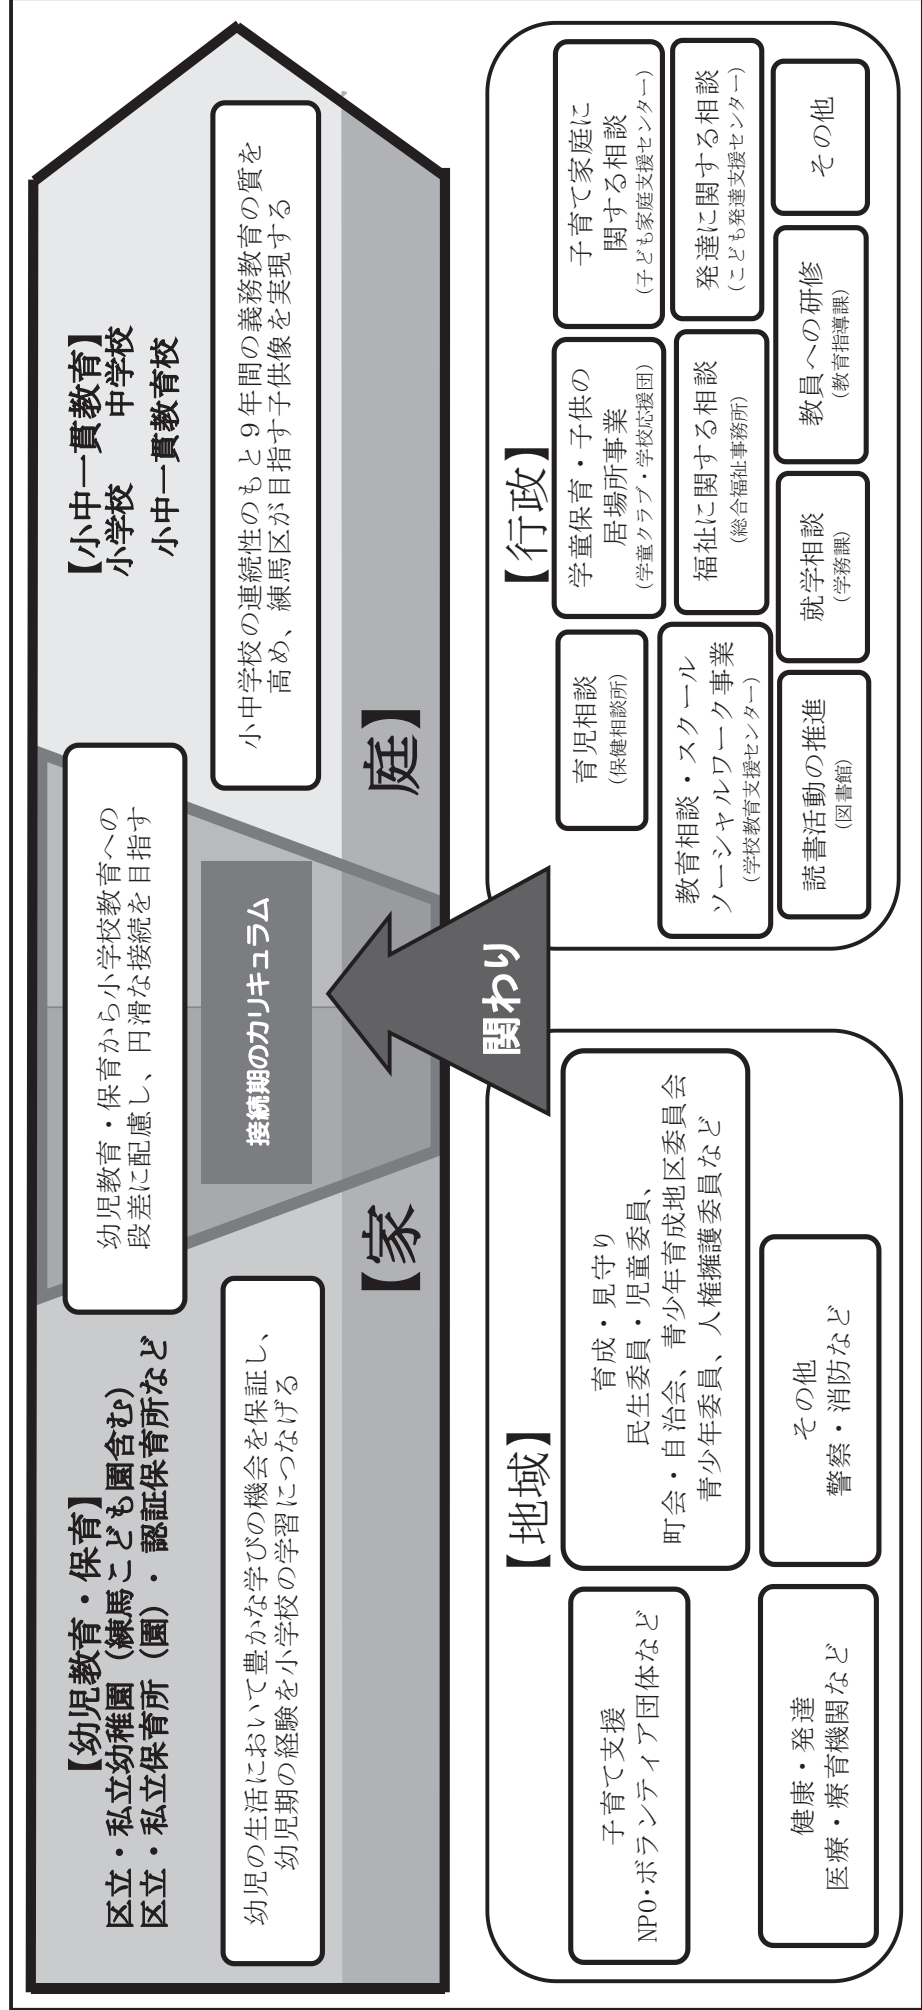 【幼児教育・保育】
区立・私立幼稚園（練馬こども園含む）
区立・私立保育所（園）・認証保育所など
幼児の生活において豊かな学びの機会を保証し、
幼児期の経験を小学校の学習につなげる
幼児教育・保育から小学校教育への
段差に配慮し、円滑な接続を目指す
接続期のカリキュラム
【小中一貫教育】
小学校　中学校
小中一貫教育校
小中学校の連続性のもと９年間の義務教育の質を
高め、練馬区が目指す子供像を実現する
【家　庭】
関わり
【地域】
子育て支援
NPO・ボランティア団体など
育成・見守り
民生委員・児童委員、
町会・自治会、青少年育成地区委員会
青少年委員、人権擁護委員など
健康・発達
医療・療育機関など
その他
警察・消防など
【行政】
育児相談
（保健相談所）
学童保育・子供の
居場所事業
（学童クラブ・学校応援団）
子育て家庭に
関する相談
（子ども家庭支援センター）
教育相談・スクール
ソーシャルワーク事業
（学校教育支援センター）
福祉に関する相談
（総合福祉事務所）
発達に関する相談
（こども発達支援センター）
読書活動の推進
（図書館）
就学相談
（学務課）
教員への研修
（教育指導課）
その他